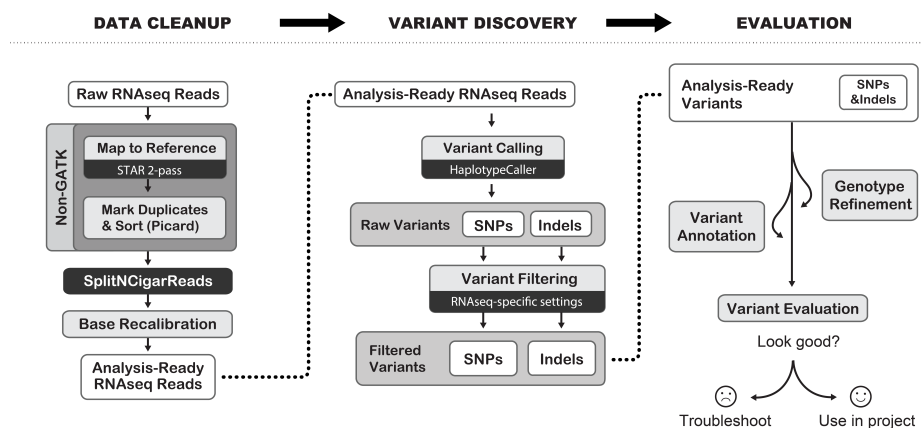 DATA CLEANUP
VARIANT DISCOVERY
EVALUATION
Raw RNAseq Reads
Non-GATK
Map to Reference
STAR 2-pass
Mark Duplicates
& Sort (Picard)
SplitNCigarReads
Base Recalibration
Analysis-Ready
RNAseq Reads
Analysis-Ready RNAseq Reads
Variant Calling
HaplotypeCaller
Raw Variants
SNPs
Indels
Variant Filtering
RNAseq-specific settings
Filtered
Variants
SNPs
Indels
Analysis-Ready
Variants
SNPs
&Indels
Genotype
Refinement
Variant
Annotation
Variant Evaluation
Look good?
Troubleshoot
Use in project